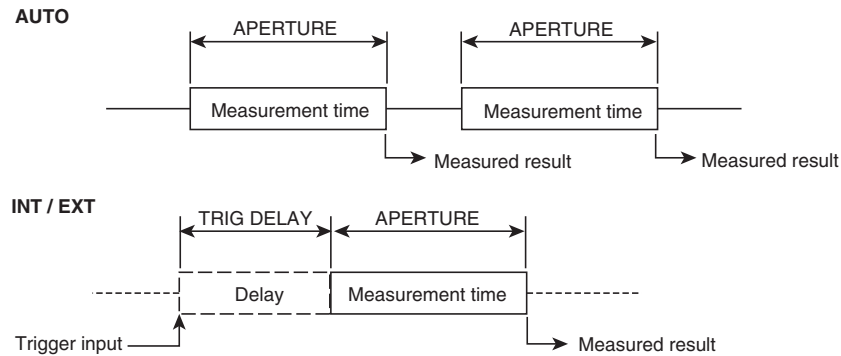 AUTO
APERTURE APERTURE
Measurement time Measurement time
Measured result Measured result
INT / EXT
TRIG DELAY APERTURE
Delay Measurement time
Trigger input Measured result